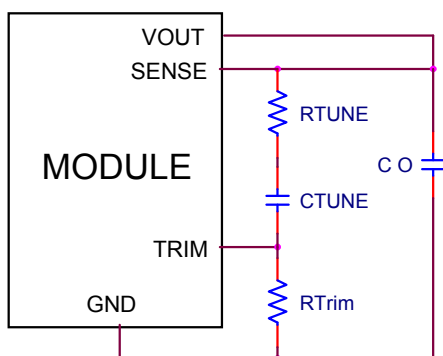 VOUT
SENSE
RTUNE
MODULE
C O
CTUNE
TRIM
GND
RTrim